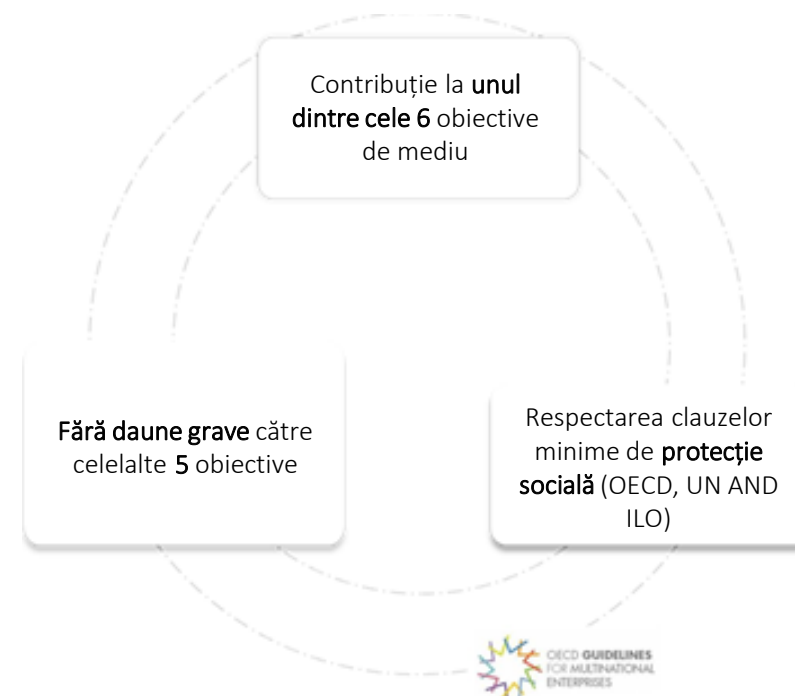 Contribuție la unul
dintre cele 6 obiective
de mediu
Fără daune grave către
celelalte 5 obiective
Respectarea clauzelor
minime de protecție
socială (OECD, UN AND
ILO)
OECD GUIDELINES
FOR MULTINATIONAL
ENTERPRISES